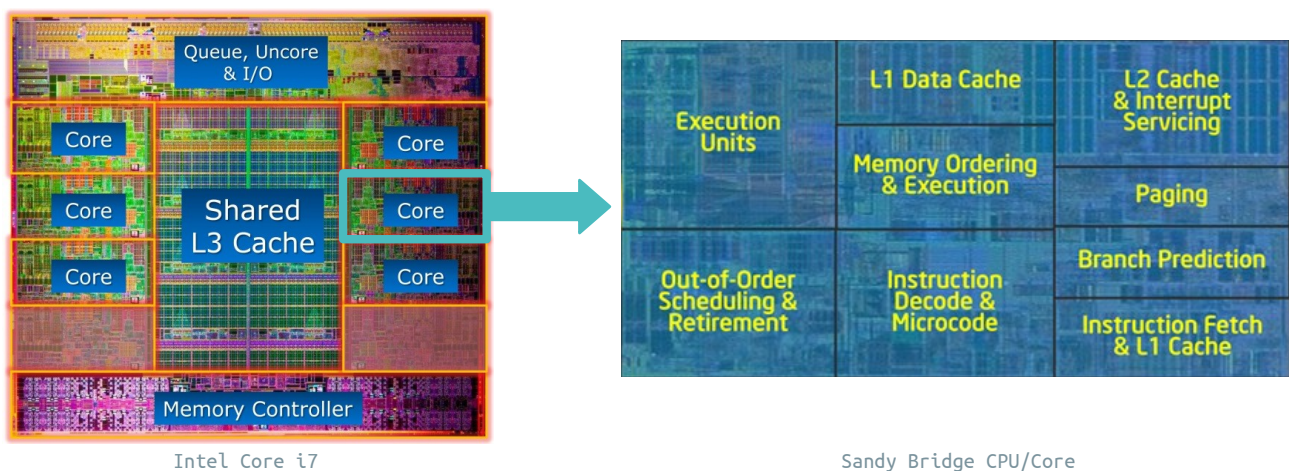 Queue, Uncore
& I/O
Core
Core
Core
Shared
L3 Cache
Core
Core
Core
Memory Controller
Intel Core i7
Execution
Units
L1 Data Cache
L2 Cache
& Interrupt
Servicing
Memory Ordering
& Execution
Paging
Out-of-Order
Scheduling &
Retirement
Instruction
Decode &
Microcode
Branch Prediction
Instruction Fetch
& L1 Cache
Sandy Bridge CPU/Core